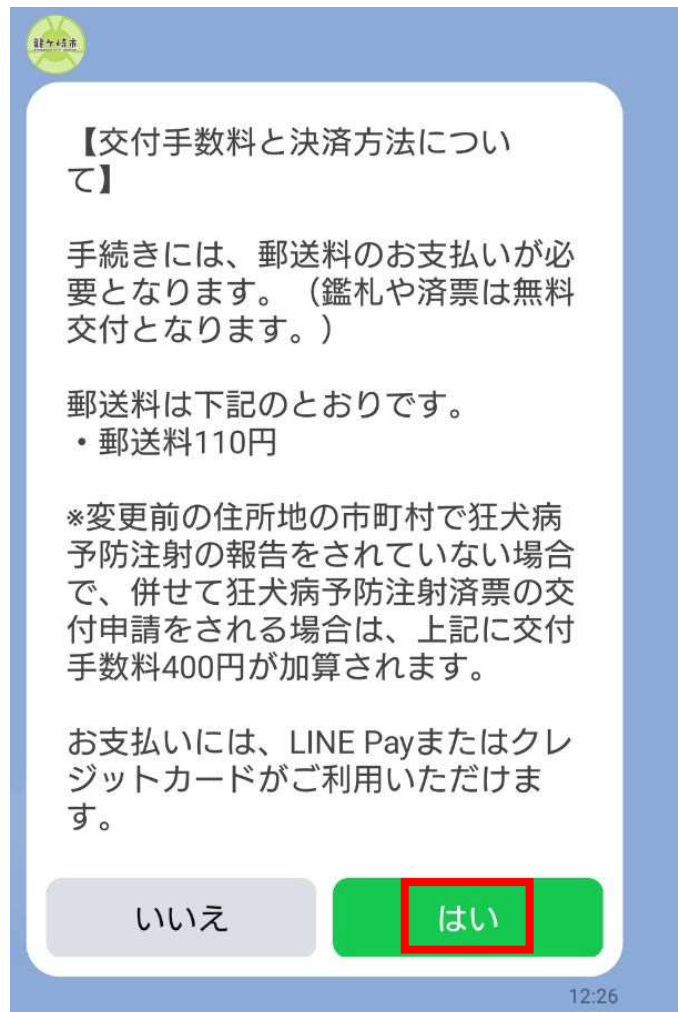 龍ケ崎市
【交付手数料と決済方法につい
て】
手続きには、郵送料のお支払いが必
要となります。（鑑札や済票は無料
交付となります。）
郵送料は下記のとおりです。
・郵送料110円
※変更前の住所地の市町村で狂犬病
予防注射の報告をされていない場合
で、併せて狂犬病予防注射済票の交
付申請をされる場合は、上記に交付
手数料400円が加算されます。
お支払いには、LINE Payまたはクレ
ジットカードがご利用いただけま
す。
いいえ
はい
12:26